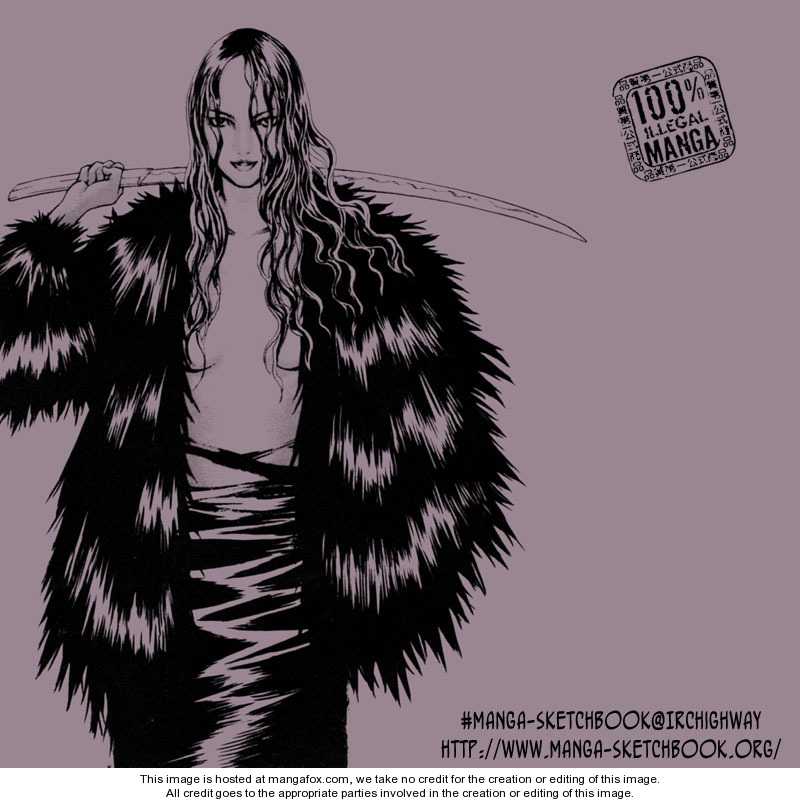 100%
ILLEGAL
MANGA
#MANGA-SKETCHBOOK@IRCHIGHWAY
HTTP://WWW.MANGA-SKETCHBOOK.ORG/
This image is hosted at mangafox.com, we take no credit for the creation or editing of this image.
All credit goes to the appropriate parties involved in the creation or editing of this image.